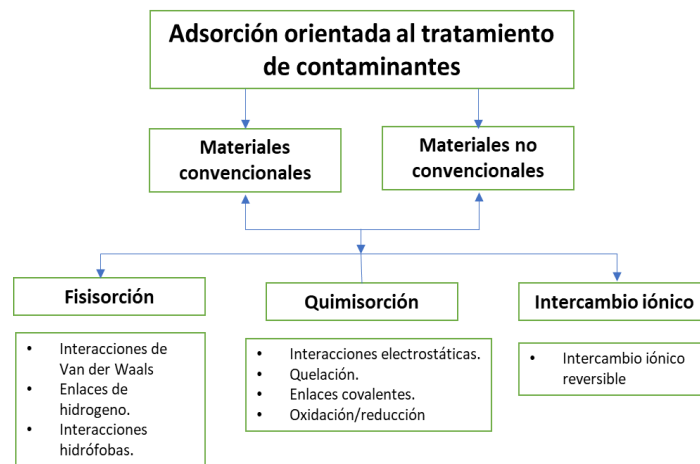 Adsorción orientada al tratamiento
de contaminantes
Materiales
convencionales
Materiales no
convencionales
Fisisorción
Quimisorción
Intercambio iónico
• Interacciones de
Van der Waals
• Enlaces de
hidrogeno.
• Interacciones
hidrófobas.
• Interacciones electrostáticas.
• Quelación.
• Enlaces covalentes.
• Oxidación/reducción
• Intercambio iónico
reversible